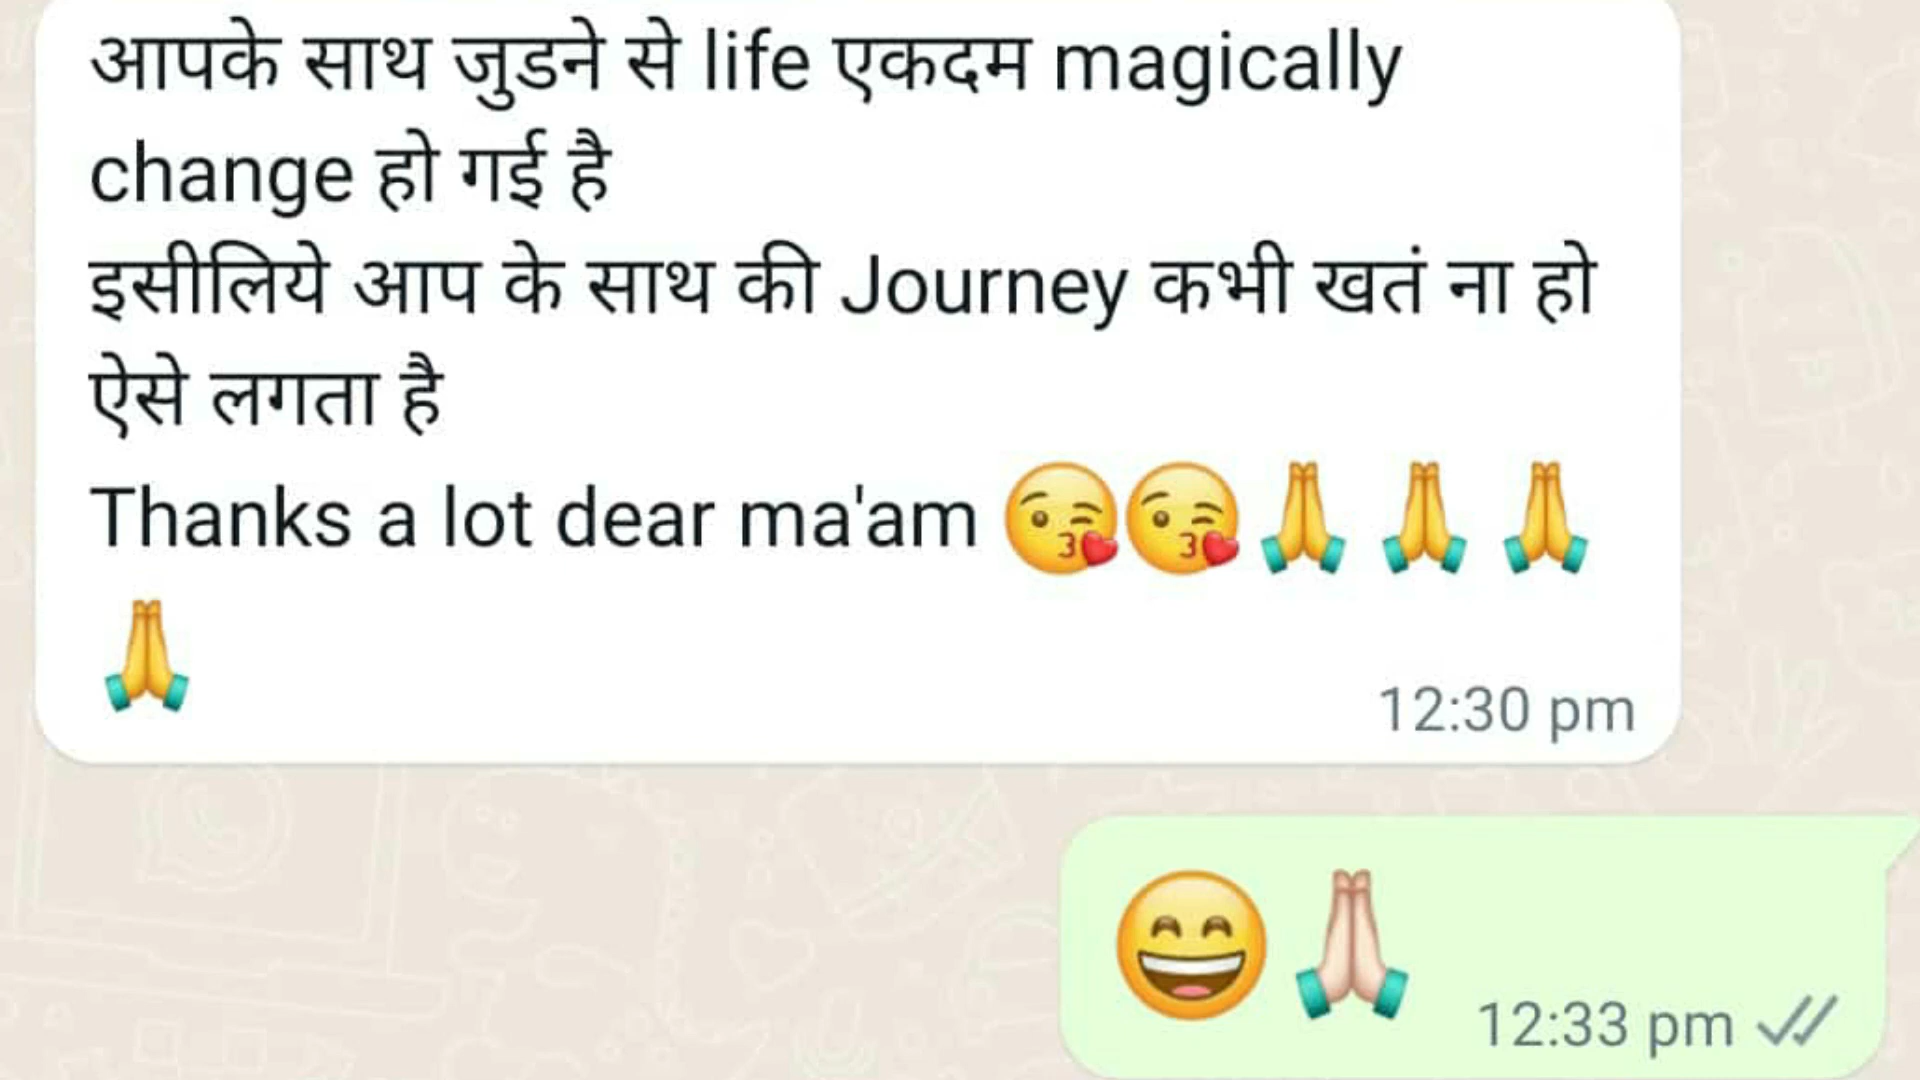 आपके साथ जुडने से life एकदम magically
change हो गई है
इसीलिये आप के साथ की Journey कभी खतं ना हो
ऐसे लगता है
Thanks a lot dear ma'am 😘😘🙏🙏🙏
🙏
12:30 pm
😄🙏🏻
12:33 pm